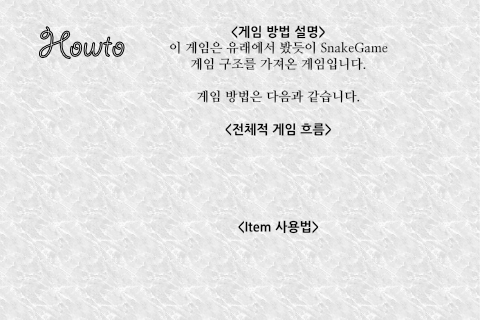 Howto
<게임 방법 설명>
이 게임은 유래에서 봤듯이 SnakeGame
게임 구조를 가져온 게임입니다.
게임 방법은 다음과 같습니다.
<전체적 게임 흐름>
<Item 사용법>